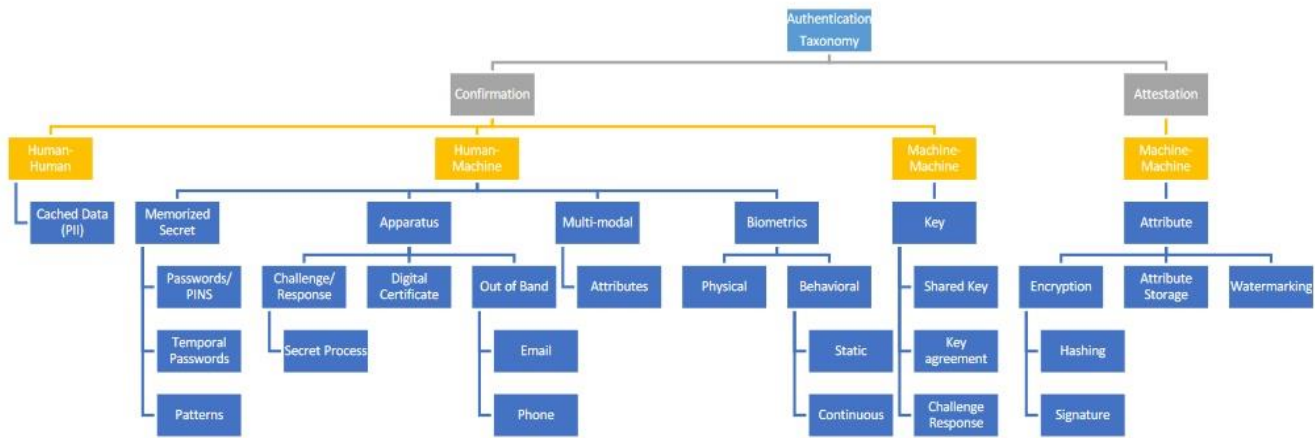 Authentication
Taxonomy
Confirmation
Attestation
Human-
Human
Human-
Machine
Machine-
Machine
Machine-
Machine
Cached Data
(PII)
Memorized
Secret
Apparatus
Multi-modal
Biometrics
Key
Attribute
Passwords/
PINS
Challenge/
Response
Digital
Certificate
Out of Band
Attributes
Physical
Behavioral
Shared Key
Encryption
Attribute
Storage
Watermarking
Temporal
Passwords
Secret Process
Email
Static
Key
agreement
Hashing
Patterns
Phone
Continuous
Challenge
Response
Signature